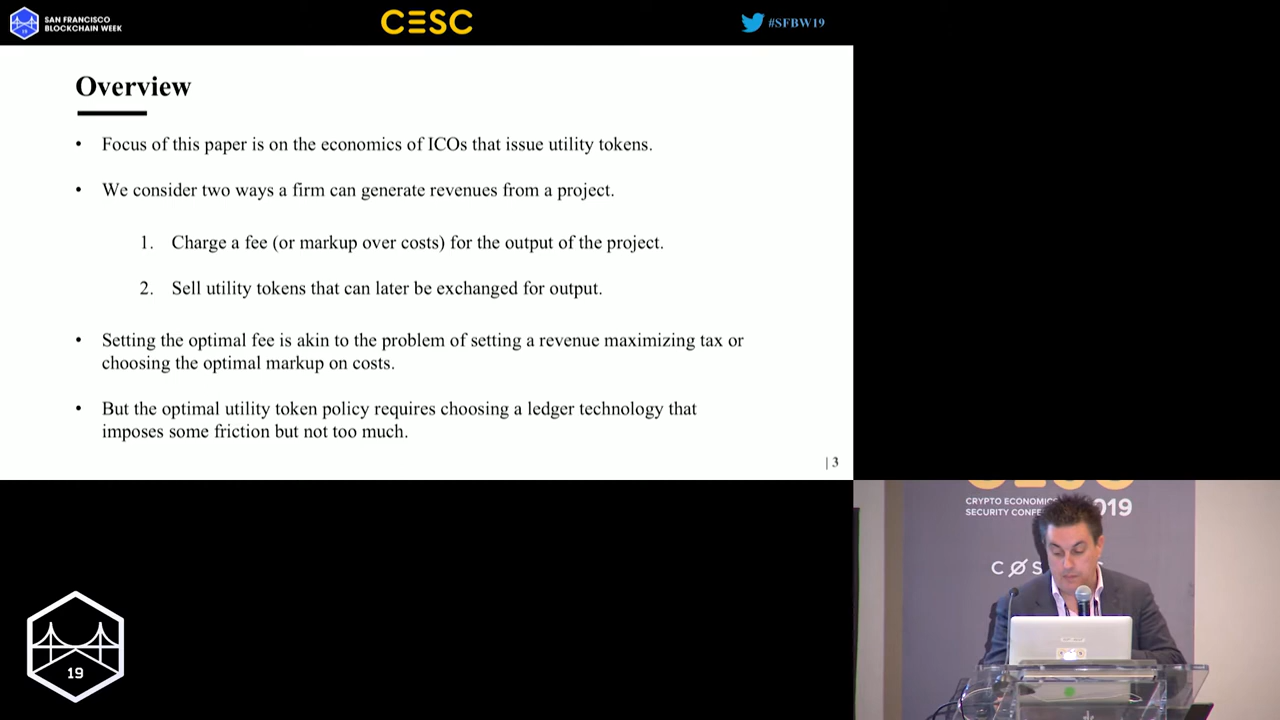 SAN FRANCISCO
BLOCKCHAIN WEEK
19
CESC
#SFBW19
Overview
• Focus of this paper is on the economics of ICOs that issue utility tokens.
• We consider two ways a firm can generate revenues from a project.
1. Charge a fee (or markup over costs) for the output of the project.
2. Sell utility tokens that can later be exchanged for output.
• Setting the optimal fee is akin to the problem of setting a revenue maximizing tax or
choosing the optimal markup on costs.
• But the optimal utility token policy requires choosing a ledger technology that
imposes some friction but not too much.
| 3
CRYPTO ECONOMIC
SECURITY CONFE
2019
19